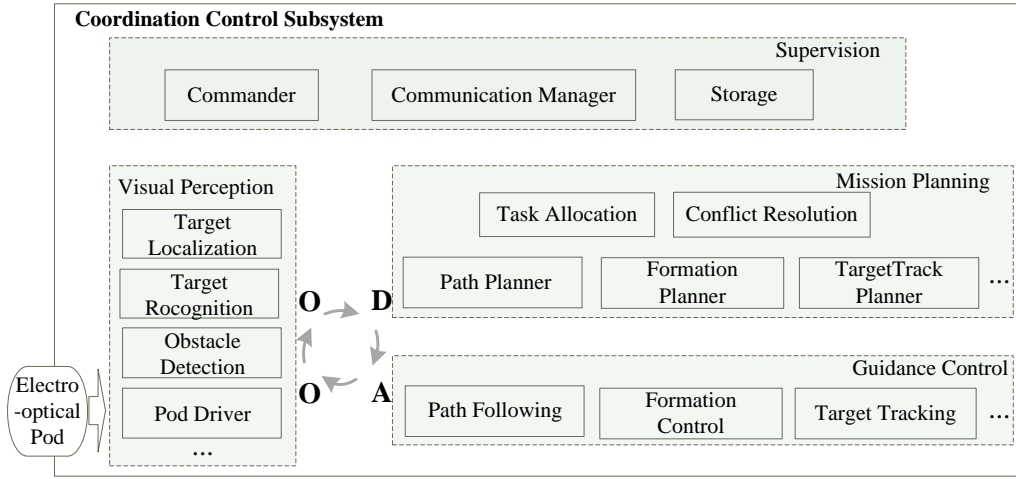 Coordination Control Subsystem
Supervision
Commander
Communication Manager
Storage
Visual Perception
Target
Localization
Target
Rocognition
Obstacle
Detection
Pod Driver
...
Electro
-optical
Pod
O
O
D
A
Mission Planning
Task Allocation
Conflict Resolution
Path Planner
Formation
Planner
TargetTrack
Planner
...
Guidance Control
Path Following
Formation
Control
Target Tracking
...